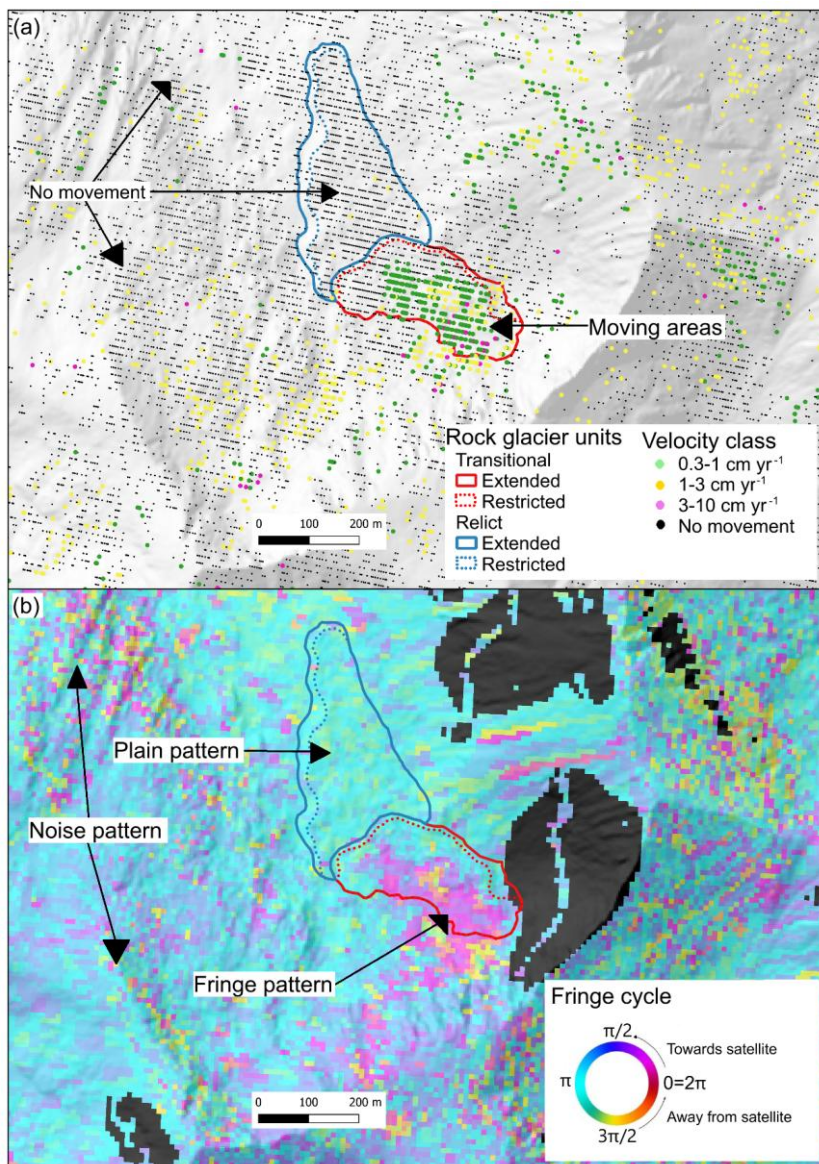 (a)
No movement
Moving areas
Rock glacier units
Transitional
Extended
Restricted
Relict
Extended
Restricted
Velocity class
0.3-1 cm yr⁻¹
1-3 cm yr⁻¹
3-10 cm yr⁻¹
No movement
0 100 200 m
(b)
Plain pattern
Noise pattern
Fringe pattern
0 100 200 m
Fringe cycle
π/2
Towards satellite
π
0=2π
Away from satellite
3π/2